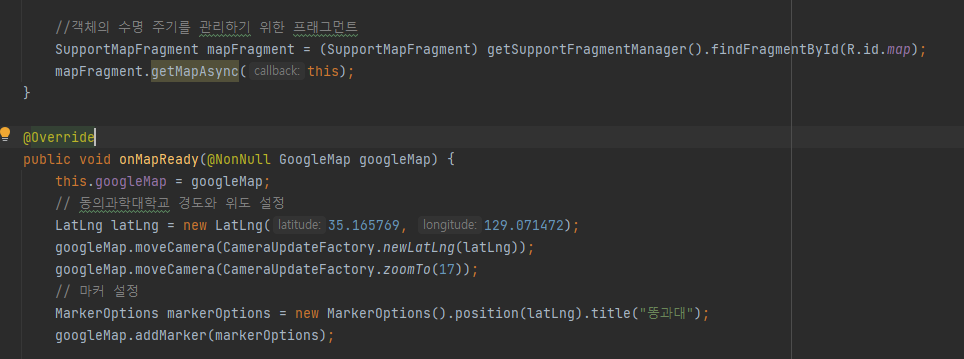 //객체의 수명 주기를 관리하기 위한 프래그먼트
SupportMapFragment mapFragment = (SupportMapFragment) getSupportFragmentManager().findFragmentById(R.id.map);
mapFragment.getMapAsync( callback: this);
}
@Override
public void onMapReady(@NonNull GoogleMap googleMap) {
this.googleMap = googleMap;
// 동의과학대학교 경도와 위도 설정
LatLng latLng = new LatLng( latitude: 35.165769, longitude: 129.071472);
googleMap.moveCamera(CameraUpdateFactory.newLatLng(latLng));
googleMap.moveCamera(CameraUpdateFactory.zoomTo(17));
// 마커 설정
MarkerOptions markerOptions = new MarkerOptions().position(latLng).title("똥과대");
googleMap.addMarker(markerOptions);